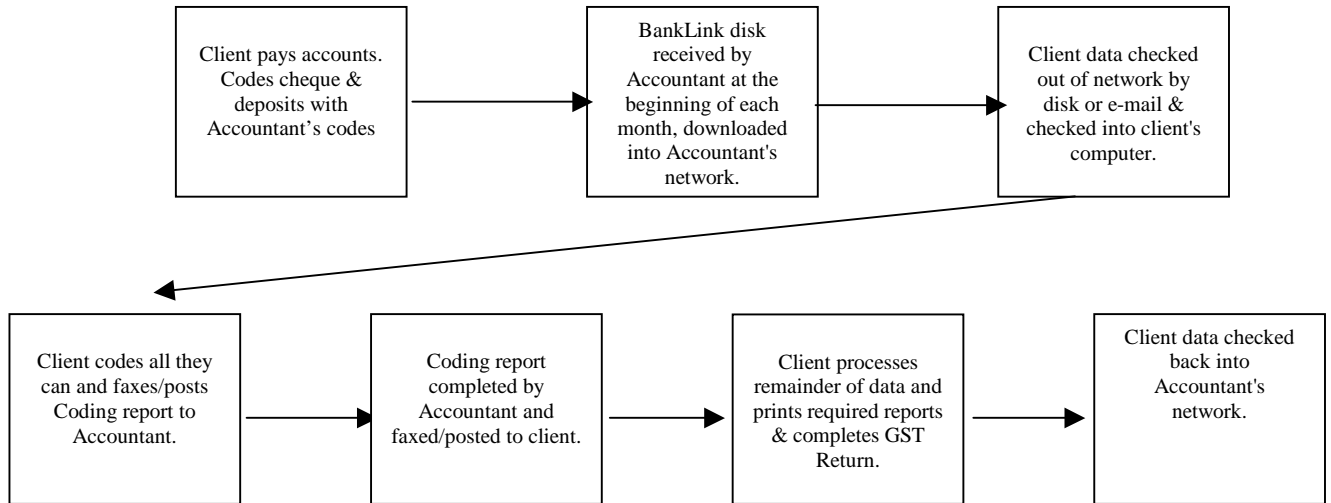 Client pays accounts.
Codes cheque &
deposits with
Accountant’s codes
BankLink disk
received by
Accountant at the
beginning of each
month, downloaded
into Accountant's
network.
Client data checked
out of network by
disk or e-mail &
checked into client's
computer.
Client codes all they
can and faxes/posts
Coding report to
Accountant.
Coding report
completed by
Accountant and
faxed/posted to client.
Client processes
remainder of data and
prints required reports
& completes GST
Return.
Client data checked
back into
Accountant's
network.